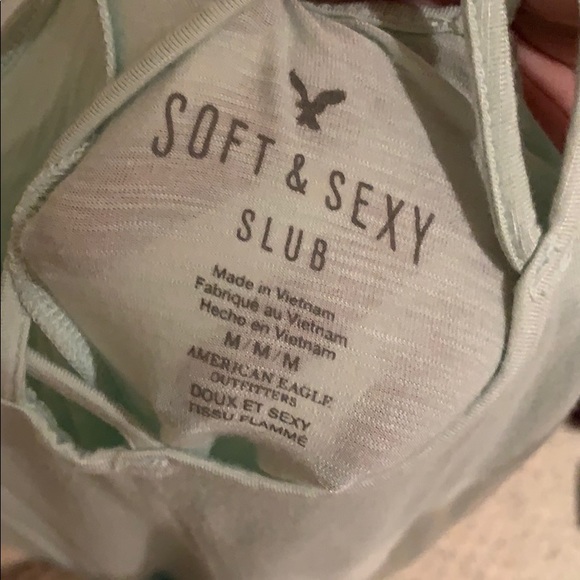 SOFT & SEXY
SLUB
Made in Vietnam
Fabriqué au Vietnam
Hecho en Vietnam
M / M / M
AMERICAN EAGLE
OUTFITTERS
DOUX ET SEXY
TISSU FLAMMÉ